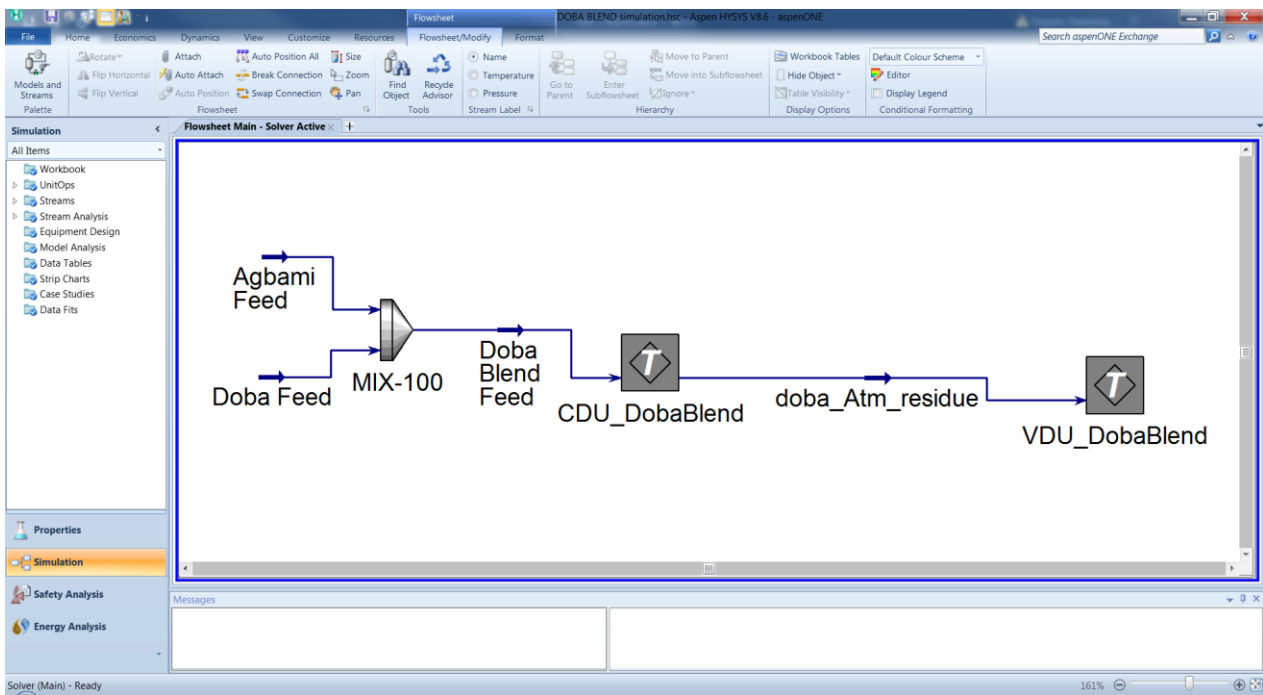 Flowsheet
DOBA BLEND simulation.hsc - Aspen HYSYS V8.6 - aspenONE
File Home Economics Dynamics View Customize Resources Flowsheet/Modify Format
Search aspenONE Exchange
Models and Streams
Palette
Rotate
Flip Horizontal
Flip Vertical
Attach
Auto Attach
Auto Position
Auto Position All
Break Connection
Swap Connection
Size
Zoom
Pan
Flowsheet
Find Object
Recycle Advisor
Tools
Name
Temperature
Pressure
Stream Label
Go to Parent
Enter Subflowsheet
Move to Parent
Move into Subflowsheet
Ignore
Hierarchy
Workbook Tables
Hide Object
Table Visibility
Display Options
Default Colour Scheme
Editor
Display Legend
Conditional Formatting
Simulation
All Items
Workbook
UnitOps
Streams
Stream Analysis
Equipment Design
Model Analysis
Data Tables
Strip Charts
Case Studies
Data Fits
Properties
Simulation
Safety Analysis
Energy Analysis
Flowsheet Main - Solver Active
Agbami
Feed
Doba Feed
MIX-100
Doba
Blend
Feed
T
CDU_DobaBlend
doba_Atm_residue
T
VDU_DobaBlend
Messages
Solver (Main) - Ready
161%